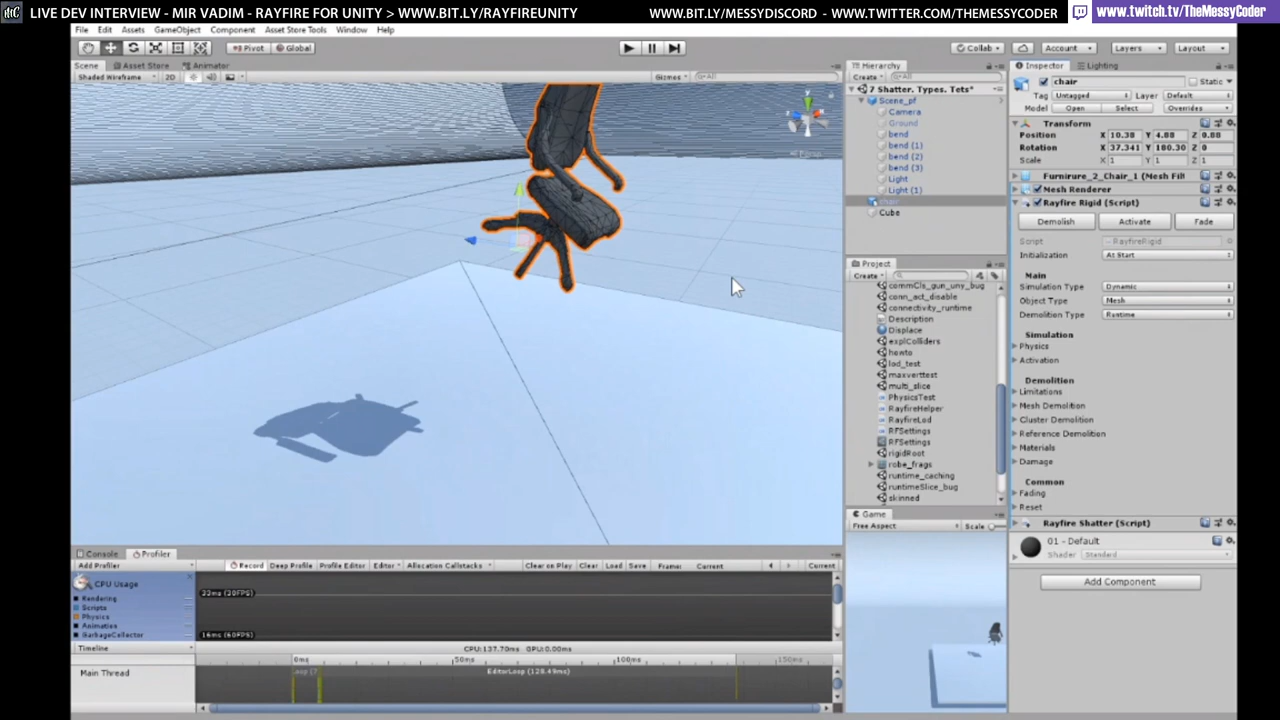 LIVE DEV INTERVIEW - MIR VADIM - RAYFIRE FOR UNITY > WWW.BIT.LY/RAYFIREUNITY
WWW.BIT.LY/MESSYDISCORD - WWW.TWITTER.COM/THEMESSYCODER
www.twitch.tv/TheMessyCoder
File Edit Assets GameObject Component Asset Store Tools Window Help
Pivot Global
Collab Account Layers Layout
Scene Asset Store Animator
Shaded Wireframe 2D Gizmos All
Persp
Hierarchy
Create All
7 Shatter. Types. Tets*
Scene_pf
Camera
Ground
bend
bend (1)
bend (2)
bend (3)
Light
Light (1)
chair
Cube
Project
Create
commCls_gun_uny_bug
conn_act_disable
connectivity_runtime
Description
Displace
explColliders
howto
lod_test
maxverttest
multi_slice
PhysicsTest
RayfireHelper
RayfireLod
RFSettings
RFSettings
rigidRoot
robe_frags
runtime_caching
runtimeSlice_bug
skinned
Game
Free Aspect Scale
Inspector Lighting
chair Static
Tag Untagged Layer Default
Model Open Select Overrides
Transform
Position X 10.38 Y 4.88 Z 0.88
Rotation X 37.341 Y 180.30 Z 0
Scale X 1 Y 1 Z 1
Furnirure_2_Chair_1 (Mesh Fil
Mesh Renderer
Rayfire Rigid (Script)
Demolish Activate Fade
Script RayfireRigid
Initialization At Start
Main
Simulation Type Dynamic
Object Type Mesh
Demolition Type Runtime
Simulation
Physics
Activation
Demolition
Limitations
Mesh Demolition
Cluster Demolition
Reference Demolition
Materials
Damage
Common
Fading
Reset
Rayfire Shatter (Script)
01 - Default
Shader Standard
Add Component
Console Profiler
Add Profiler Record Deep Profile Profile Editor Editor Allocation Callstacks Clear on Play Clear Load Save Frame: Current Current
CPU Usage
Rendering
Scripts
Physics
Animation
GarbageCollector
33ms (30FPS)
16ms (60FPS)
Timeline CPU:137.70ms GPU:0.00ms
0ms 50ms 100ms 150ms
Main Thread
EditorLoop (128.49ms)